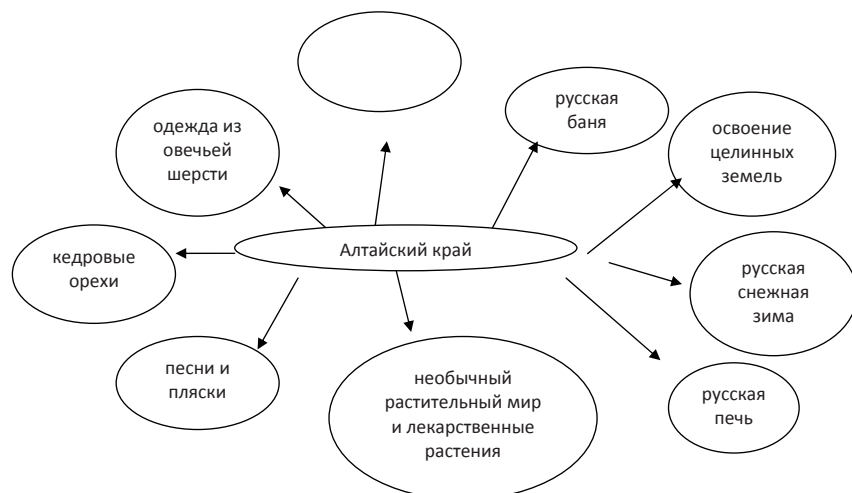 русская
баня
одежда из
овечьей
шерсти
освоение
целинных
земель
Алтайский край
кедровые
орехи
русская
снежная
зима
песни и
пляски
необычный
растительный мир
и лекарственные
растения
русская
печь